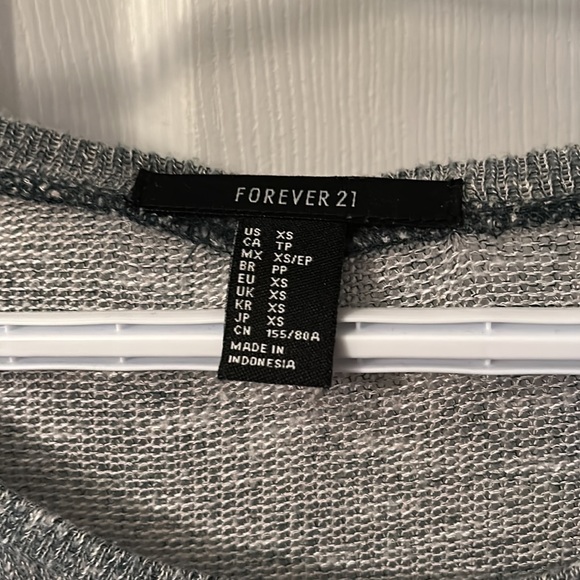 FOREVER 21
US XS
CA TP
MX XS/EP
BR PP
EU XS
UK XS
KR XS
JP XS
CN 155/80A
MADE IN
INDONESIA